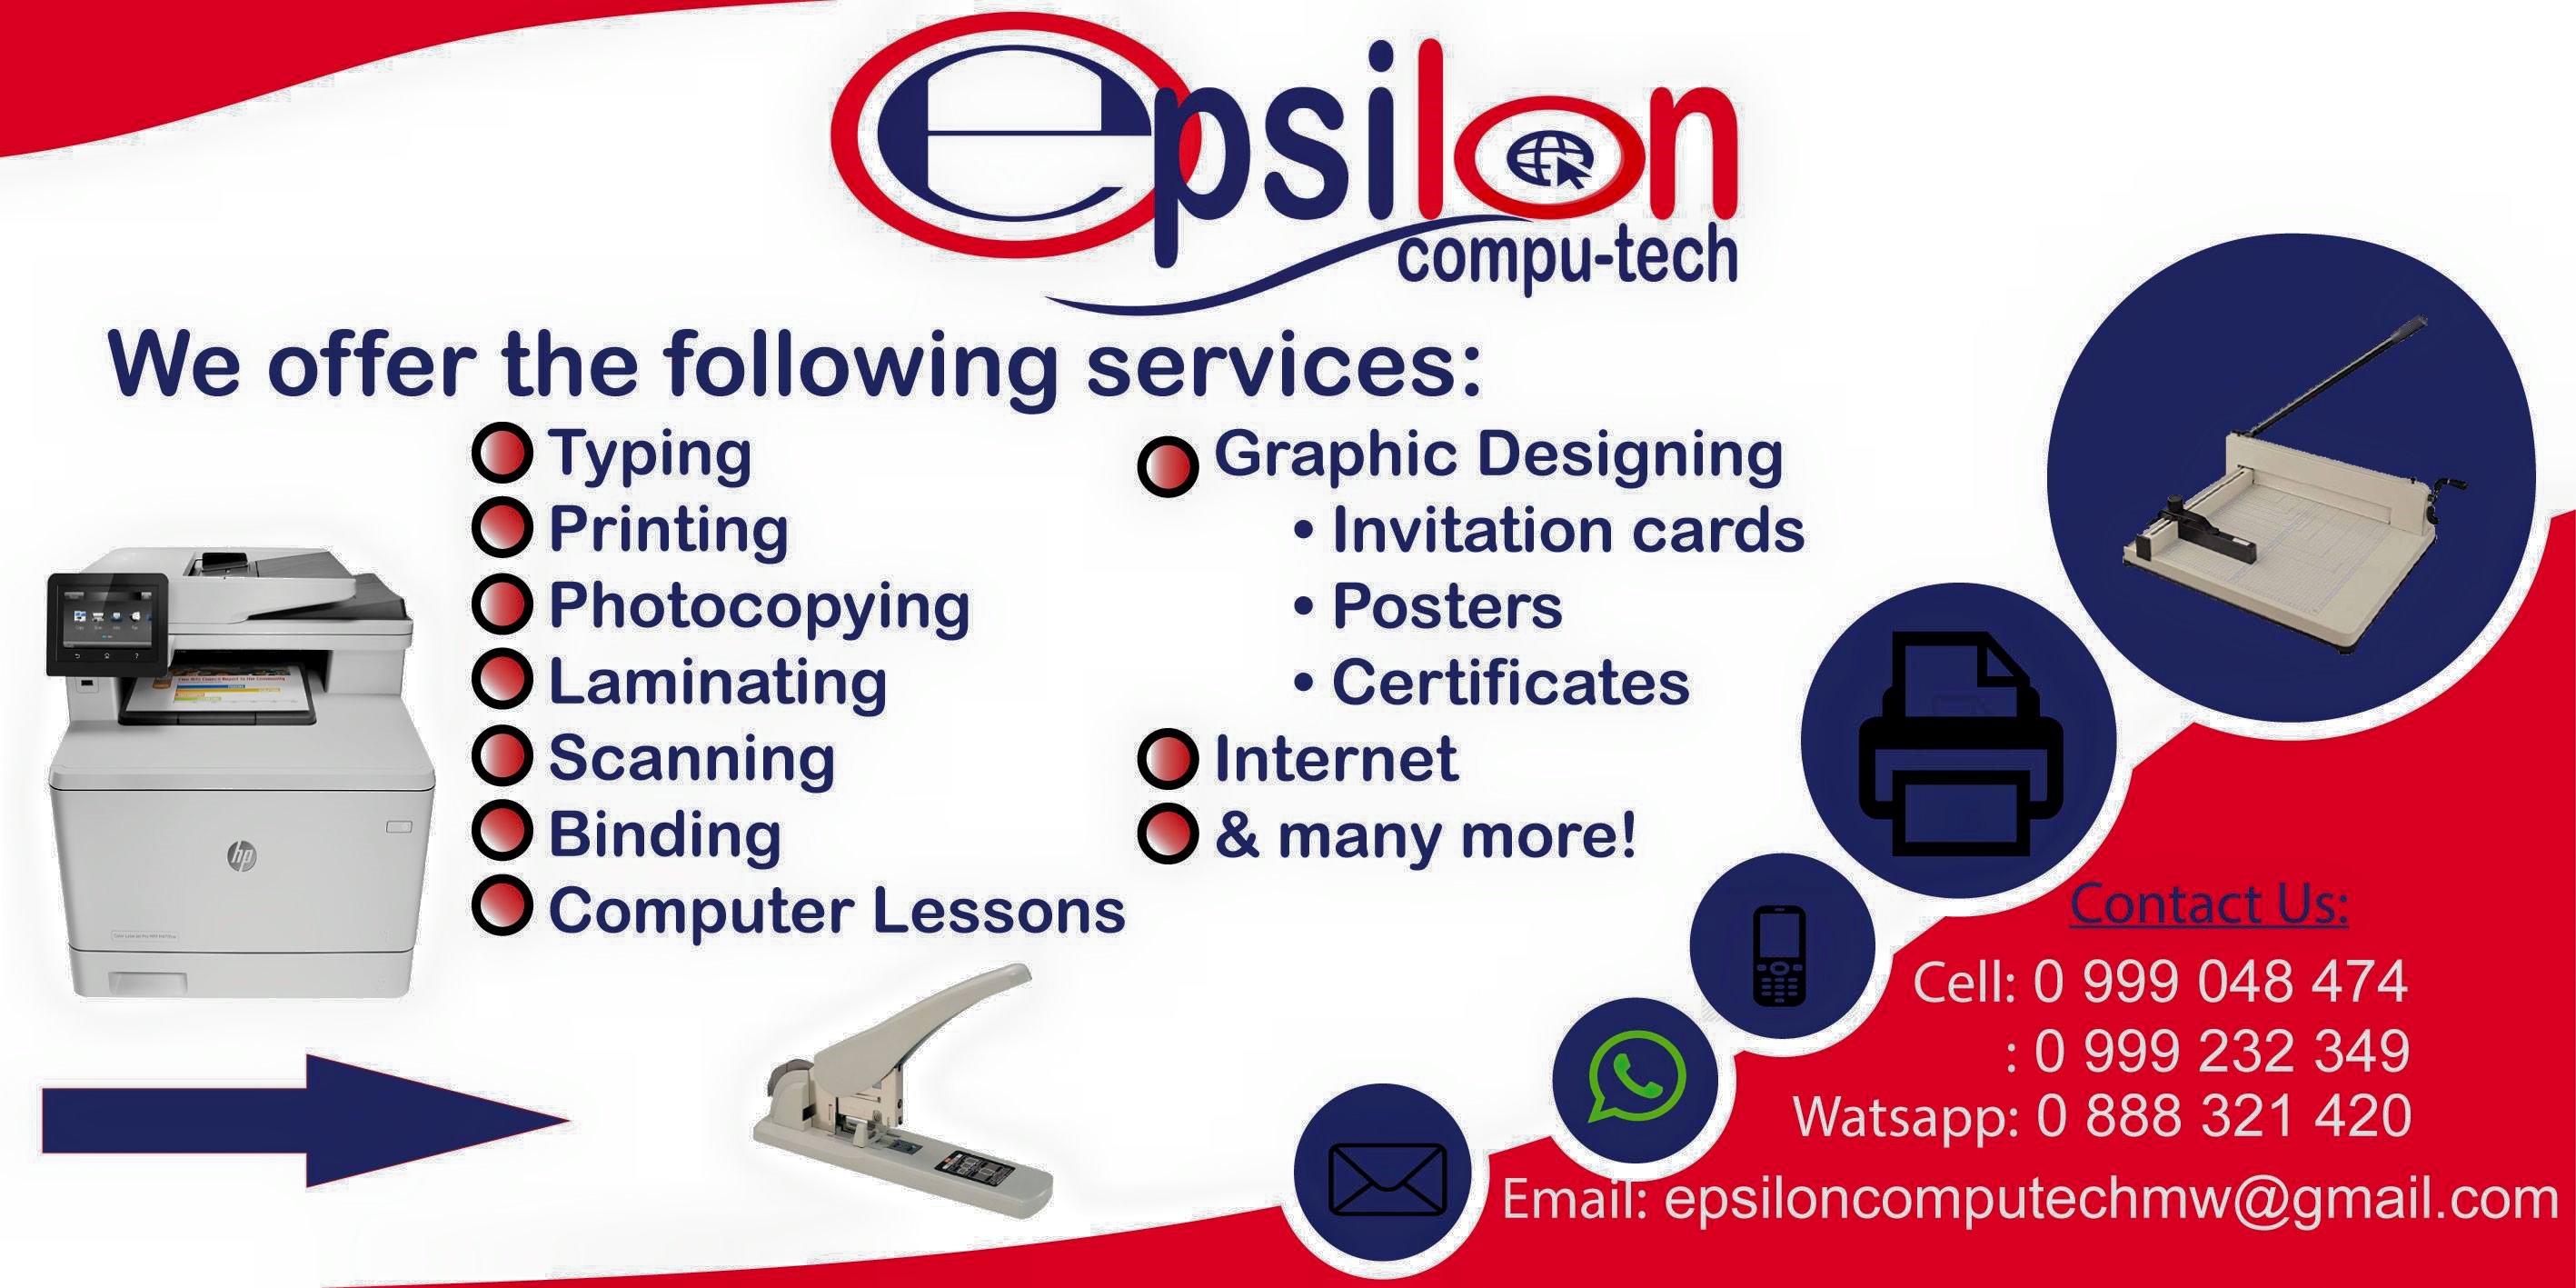 epsilon
compu-tech
We offer the following services:
Typing
Printing
Photocopying
Laminating
Scanning
Binding
Computer Lessons
Graphic Designing
• Invitation cards
• Posters
• Certificates
Internet
& many more!
hp
Contact Us:
Cell: 0 999 048 474
: 0 999 232 349
Watsapp: 0 888 321 420
Email: epsiloncomputechmw@gmail.com